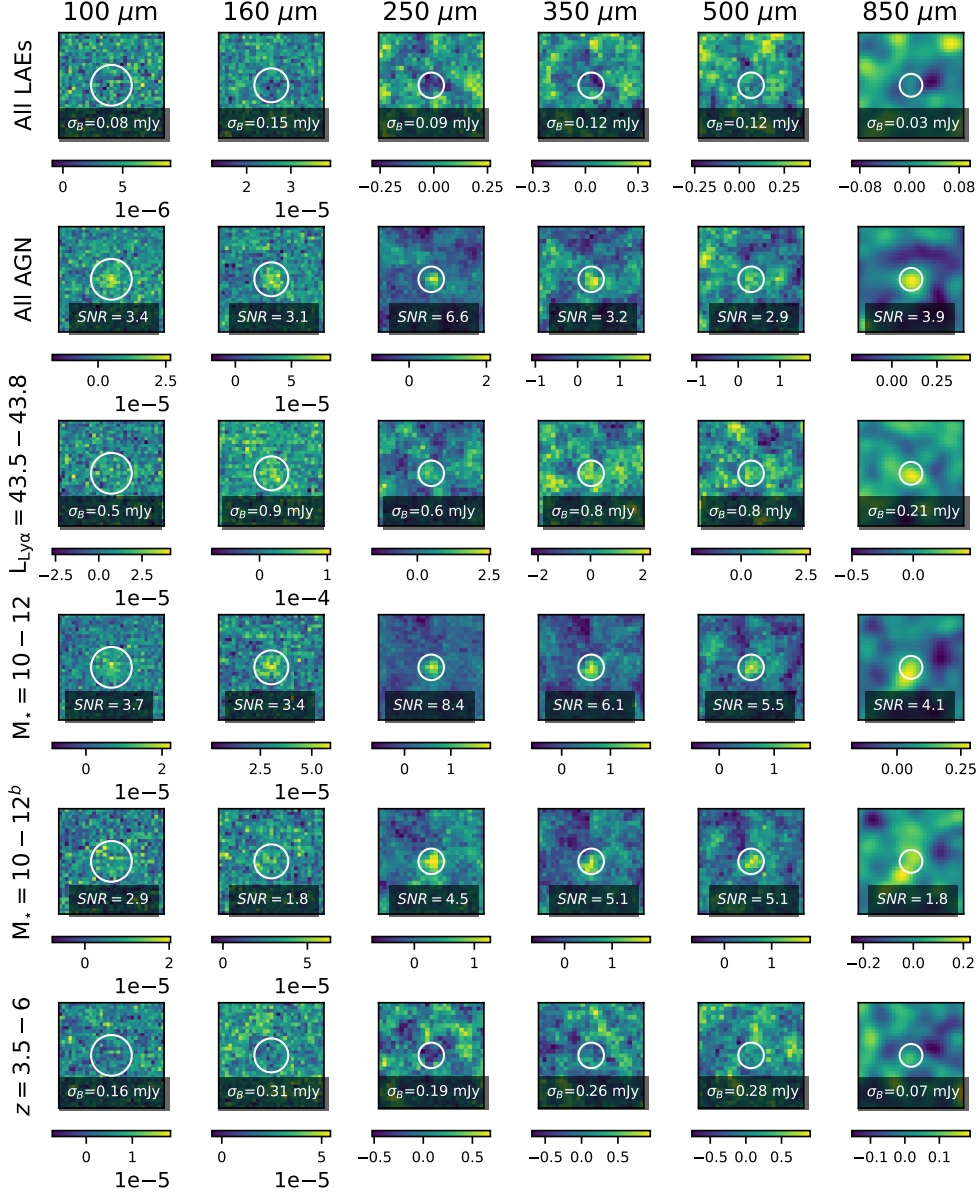 100 μm 160 μm 250 μm 350 μm 500 μm 850 μm
All LAEs
σB=0.08 mJy σB=0.15 mJy σB=0.09 mJy σB=0.12 mJy σB=0.12 mJy σB=0.03 mJy
0 5 2 3 −0.25 0.00 0.25 −0.3 0.0 0.3 −0.25 0.00 0.25 −0.08 0.00 0.08
1e−6 1e−5
All AGN
SNR = 3.4 SNR = 3.1 SNR = 6.6 SNR = 3.2 SNR = 2.9 SNR = 3.9
0.0 2.5 0 5 0 2 −1 0 1 −1 0 1 0.00 0.25
1e−5 1e−5
LLyα = 43.5 − 43.8
σB=0.5 mJy σB=0.9 mJy σB=0.6 mJy σB=0.8 mJy σB=0.8 mJy σB=0.21 mJy
−2.5 0.0 2.5 0 1 0.0 2.5 −2 0 2 0.0 2.5 −0.5 0.0
1e−5 1e−4
M⋆ = 10 − 12
SNR = 3.7 SNR = 3.4 SNR = 8.4 SNR = 6.1 SNR = 5.5 SNR = 4.1
0 2 2.5 5.0 0 1 0 1 0 1 0.00 0.25
1e−5 1e−5
M⋆ = 10 − 12ᵇ
SNR = 2.9 SNR = 1.8 SNR = 4.5 SNR = 5.1 SNR = 5.1 SNR = 1.8
0 2 0 5 0 1 0 1 0 1 −0.2 0.0 0.2
1e−5 1e−5
z = 3.5 − 6
σB=0.16 mJy σB=0.31 mJy σB=0.19 mJy σB=0.26 mJy σB=0.28 mJy σB=0.07 mJy
0 1 0 5 −0.5 0.0 0.5 −0.5 0.0 0.5 −0.5 0.0 0.5 −0.1 0.0 0.1
1e−5 1e−5